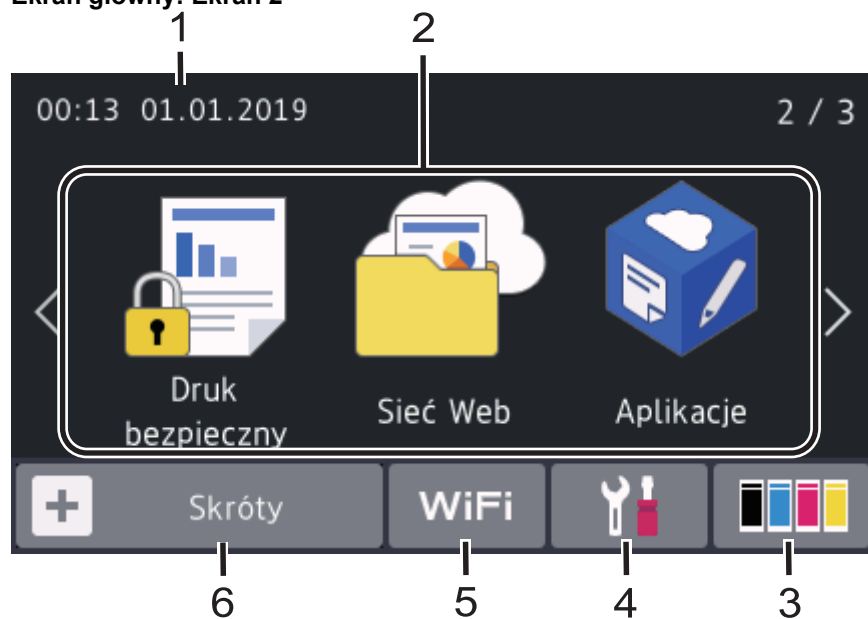 Ekran główny: Ekran 2
1 2
00:13 01.01.2019 2 / 3
Druk
bezpieczny
Sieć Web
Aplikacje
Skróty WiFi
6 5 4 3